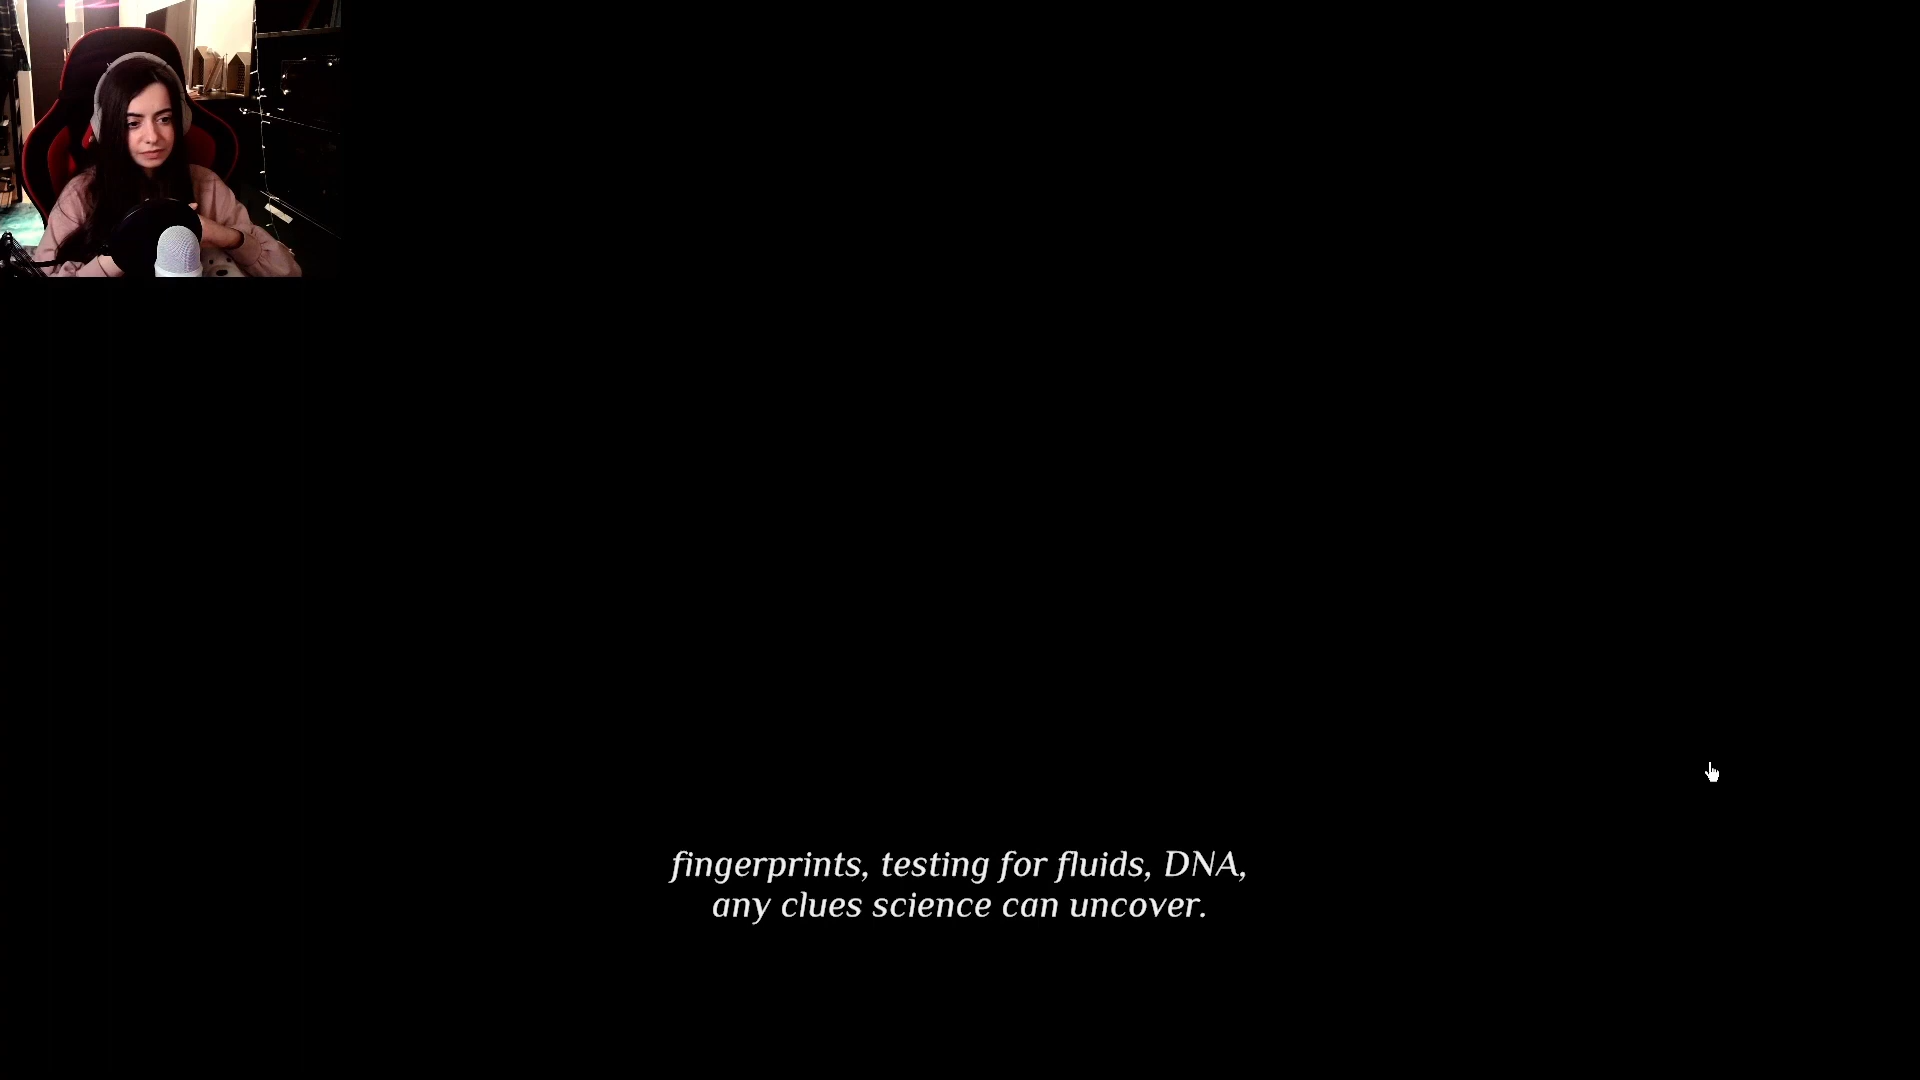 fingerprints, testing for fluids, DNA,
any clues science can uncover.